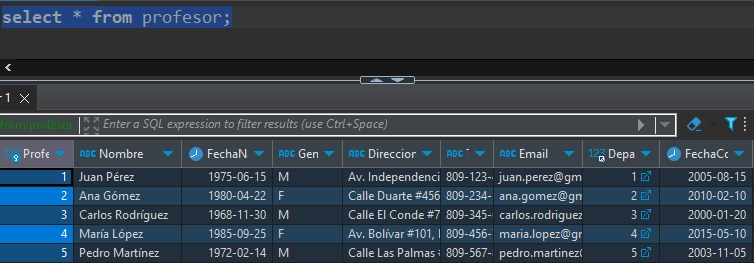 select * from profesor;
r 1
from profesor
Enter a SQL expression to filter results (use Ctrl+Space)
123 Profe ABC Nombre FechaN ABC Gen ABC Direccion ABC ABC Email 123 Depa FechaCo
1 Juan Pérez 1975-06-15 M Av. Independenci 809-123-4 juan.perez@gm 1 2005-08-15
2 Ana Gómez 1980-04-22 F Calle Duarte #456 809-234- ana.gomez@gm 2 2010-02-10
3 Carlos Rodríguez 1968-11-30 M Calle El Conde #7 809-345- carlos.rodriguez 3 2000-01-20
4 María López 1985-09-25 F Av. Bolívar #101, 809-456- maria.lopez@gm 4 2015-05-10
5 Pedro Martínez 1972-02-14 M Calle Las Palmas 809-567- pedro.martinez 5 2003-11-05